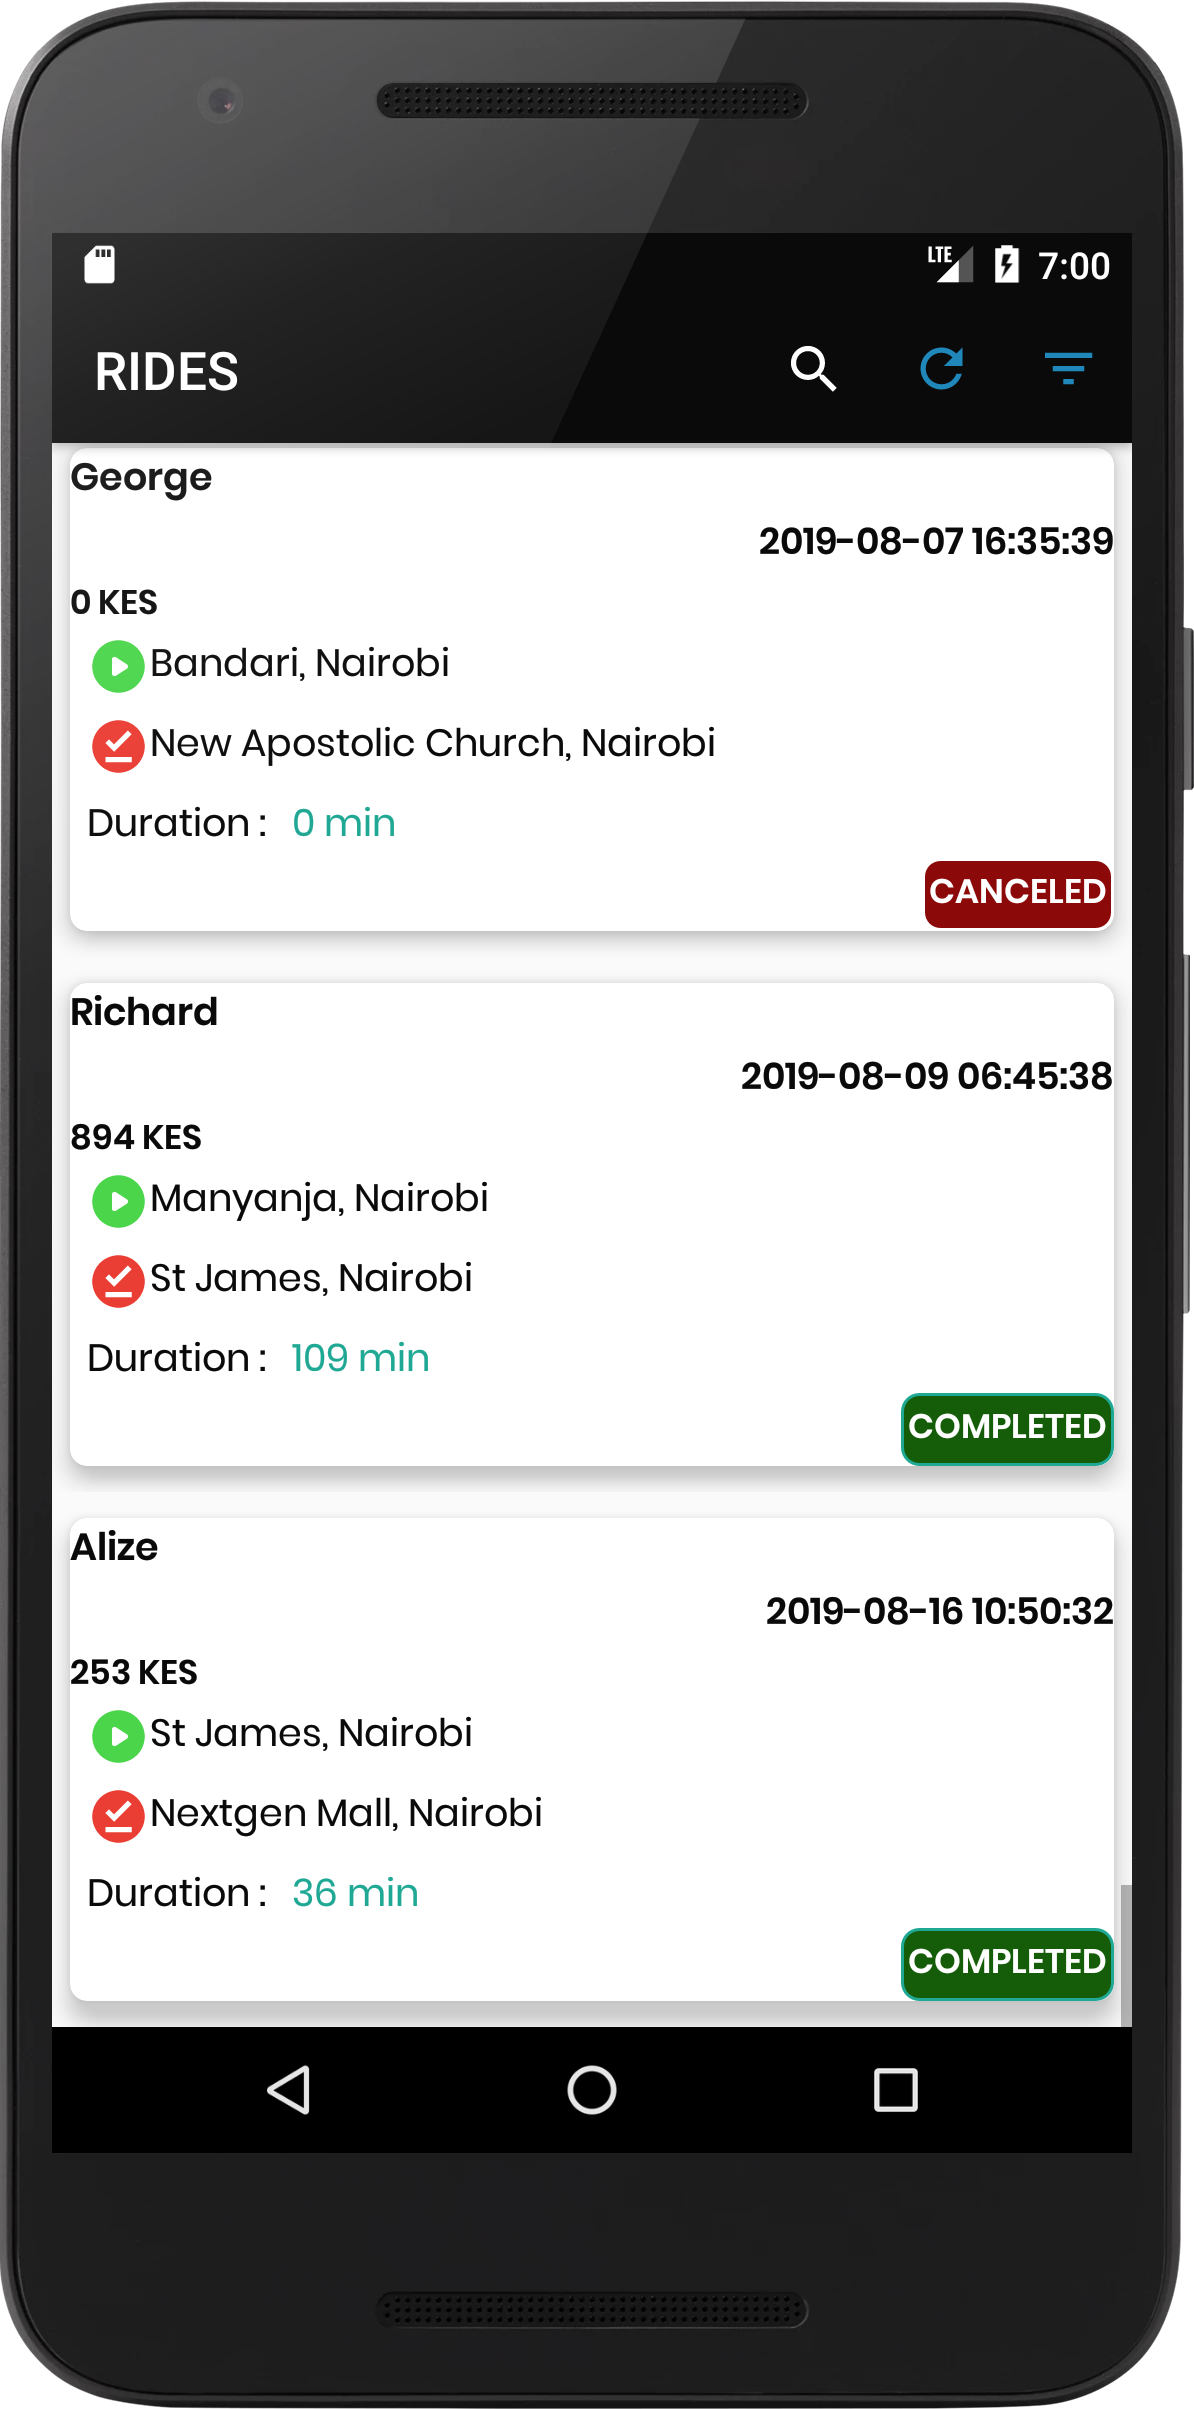 LTE 7:00
RIDES
George
2019-08-07 16:35:39
0 KES
Bandari, Nairobi
New Apostolic Church, Nairobi
Duration : 0 min
CANCELED
Richard
2019-08-09 06:45:38
894 KES
Manyanja, Nairobi
St James, Nairobi
Duration : 109 min
COMPLETED
Alize
2019-08-16 10:50:32
253 KES
St James, Nairobi
Nextgen Mall, Nairobi
Duration : 36 min
COMPLETED